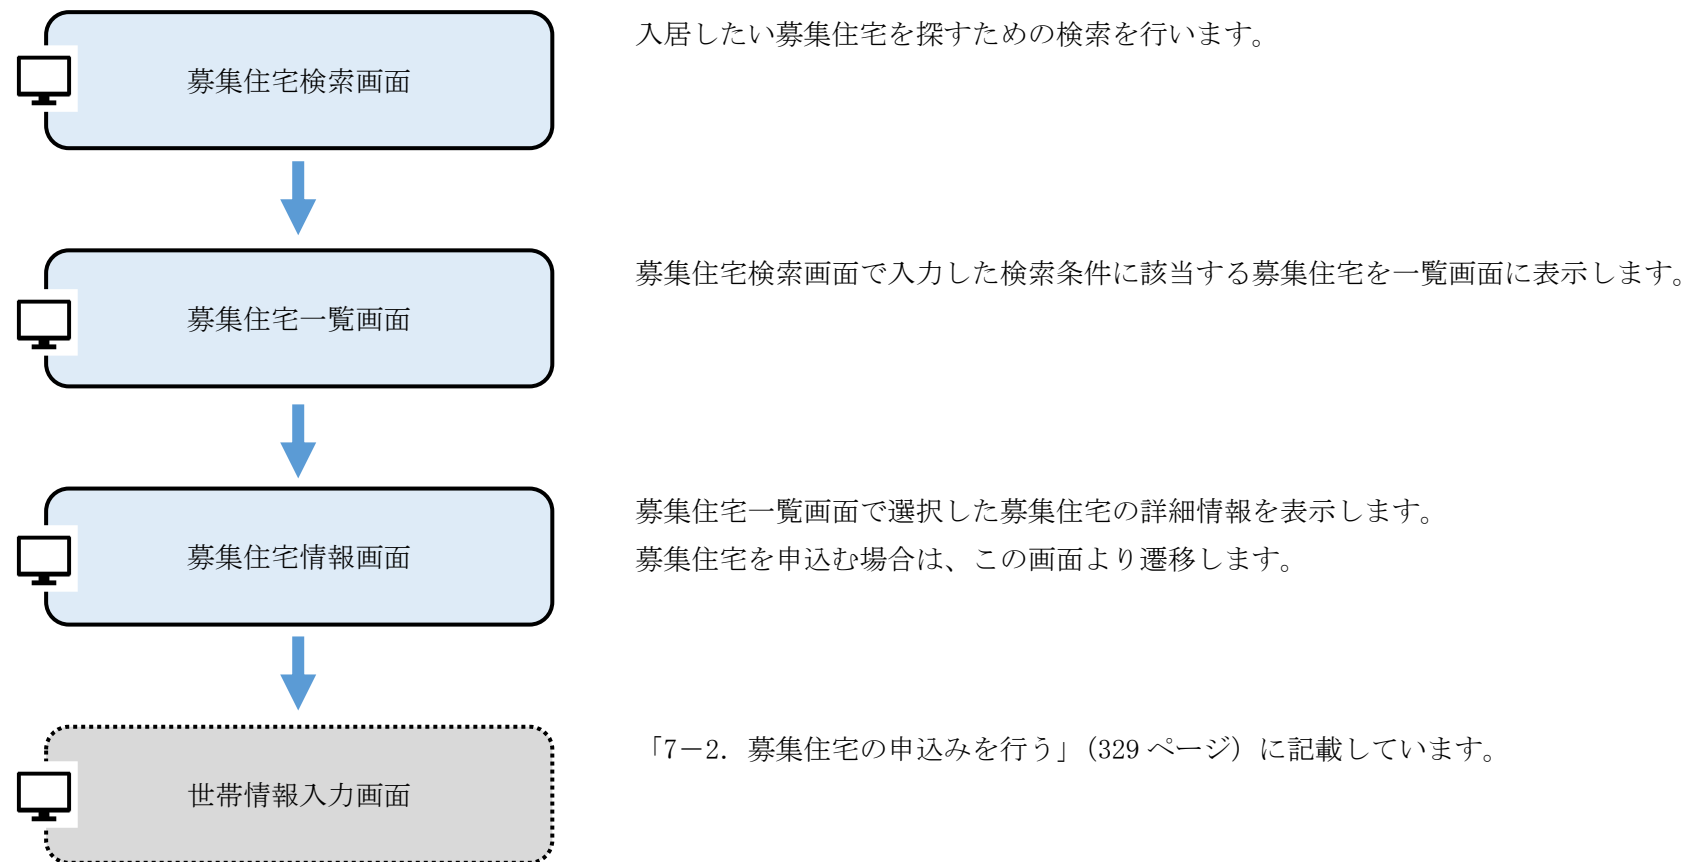 募集住宅検索画面
入居したい募集住宅を探すための検索を行います。
募集住宅一覧画面
募集住宅検索画面で入力した検索条件に該当する募集住宅を一覧画面に表示します。
募集住宅情報画面
募集住宅一覧画面で選択した募集住宅の詳細情報を表示します。
募集住宅を申込む場合は、この画面より遷移します。
世帯情報入力画面
「7－2．募集住宅の申込みを行う」（329 ページ）に記載しています。